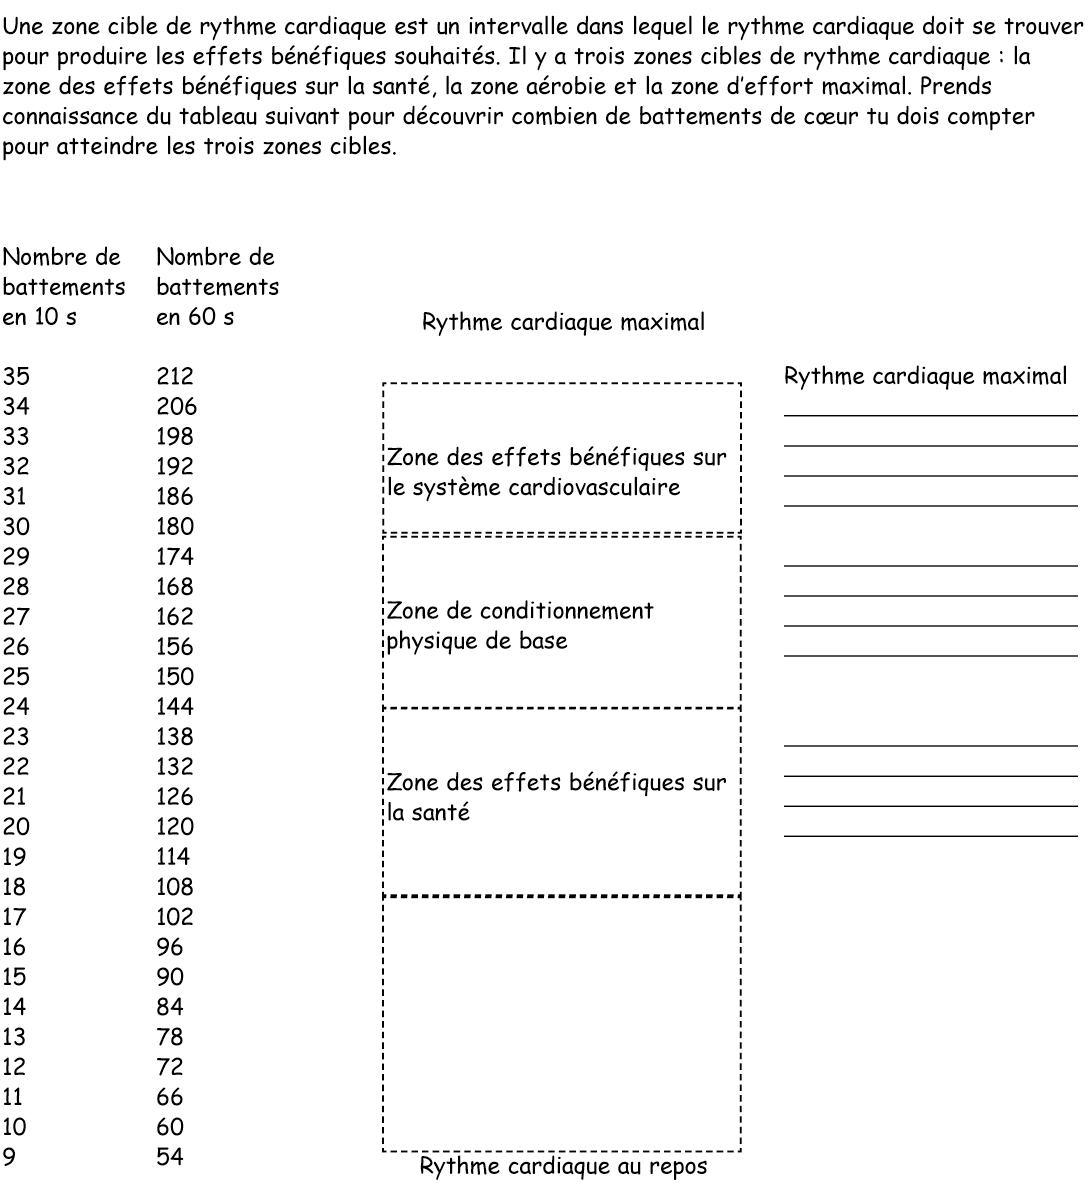 Une zone cible de rythme cardiaque est un intervalle dans lequel le rythme cardiaque doit se trouver
pour produire les effets bénéfiques souhaités. Il y a trois zones cibles de rythme cardiaque : la
zone des effets bénéfiques sur la santé, la zone aérobie et la zone d'effort maximal. Prends
connaissance du tableau suivant pour découvrir combien de battements de cœur tu dois compter
pour atteindre les trois zones cibles.
Nombre de Nombre de
battements battements
en 10 s en 60 s
Rythme cardiaque maximal
35 212 Rythme cardiaque maximal
34 206
33 198
32 192 Zone des effets bénéfiques sur
31 186 le système cardiovasculaire
30 180
29 174
28 168
27 162 Zone de conditionnement
26 156 physique de base
25 150
24 144
23 138
22 132 Zone des effets bénéfiques sur
21 126 la santé
20 120
19 114
18 108
17 102
16 96
15 90
14 84
13 78
12 72
11 66
10 60
9 54
Rythme cardiaque au repos